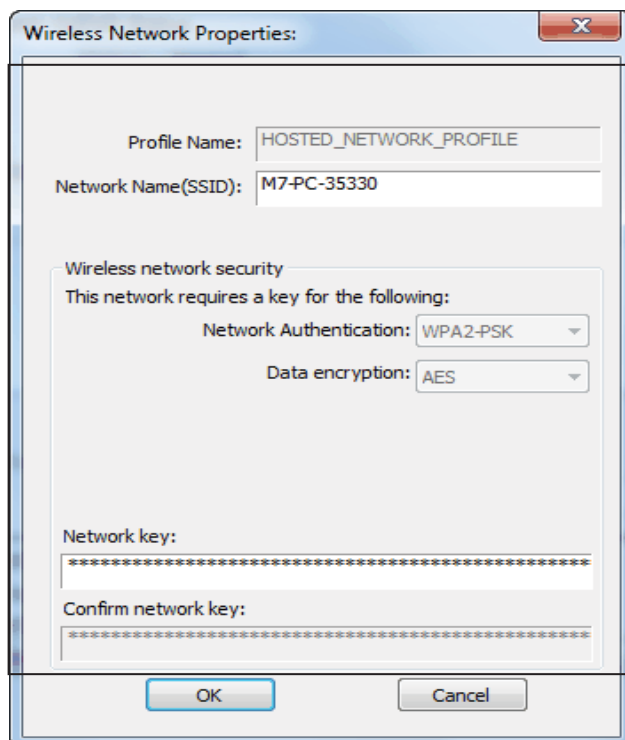 Wireless Network Properties:
Profile Name: HOSTED_NETWORK_PROFILE
Network Name(SSID): M7-PC-35330
Wireless network security
This network requires a key for the following:
Network Authentication: WPA2-PSK
Data encryption: AES
Network key:
**************************************************
Confirm network key:
**************************************************
OK Cancel